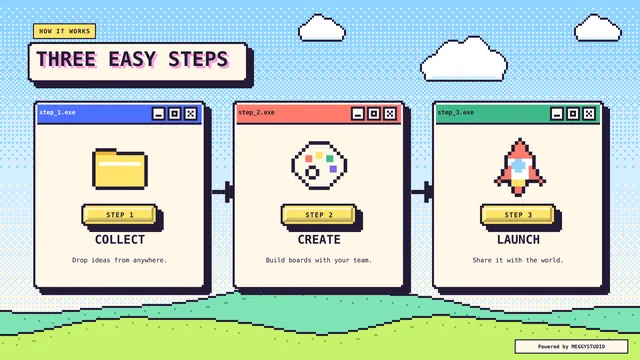 HOW IT WORKS
THREE EASY STEPS
step_1.exe
STEP 1
COLLECT
Drop ideas from anywhere.
step_2.exe
STEP 2
CREATE
Build boards with your team.
step_3.exe
STEP 3
LAUNCH
Share it with the world.
Powered by MEGGYSTUDIO